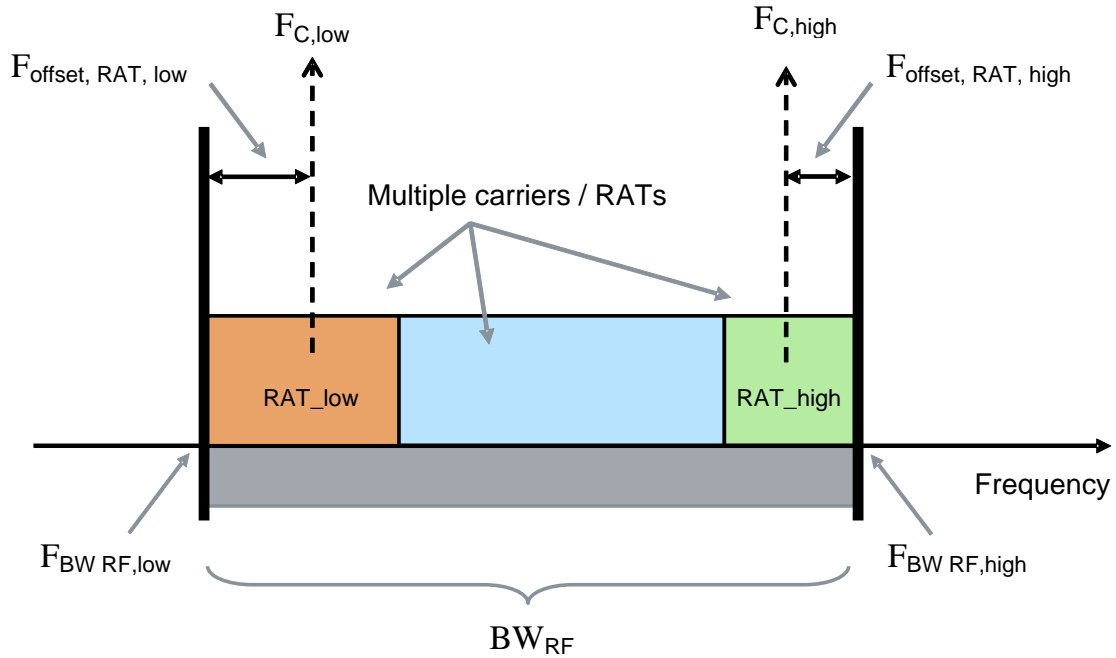 F_C,low
F_C,high
F_offset, RAT, low
F_offset, RAT, high
Multiple carriers / RATs
RAT_low
RAT_high
Frequency
F_BW RF,low
F_BW RF,high
BW_RF